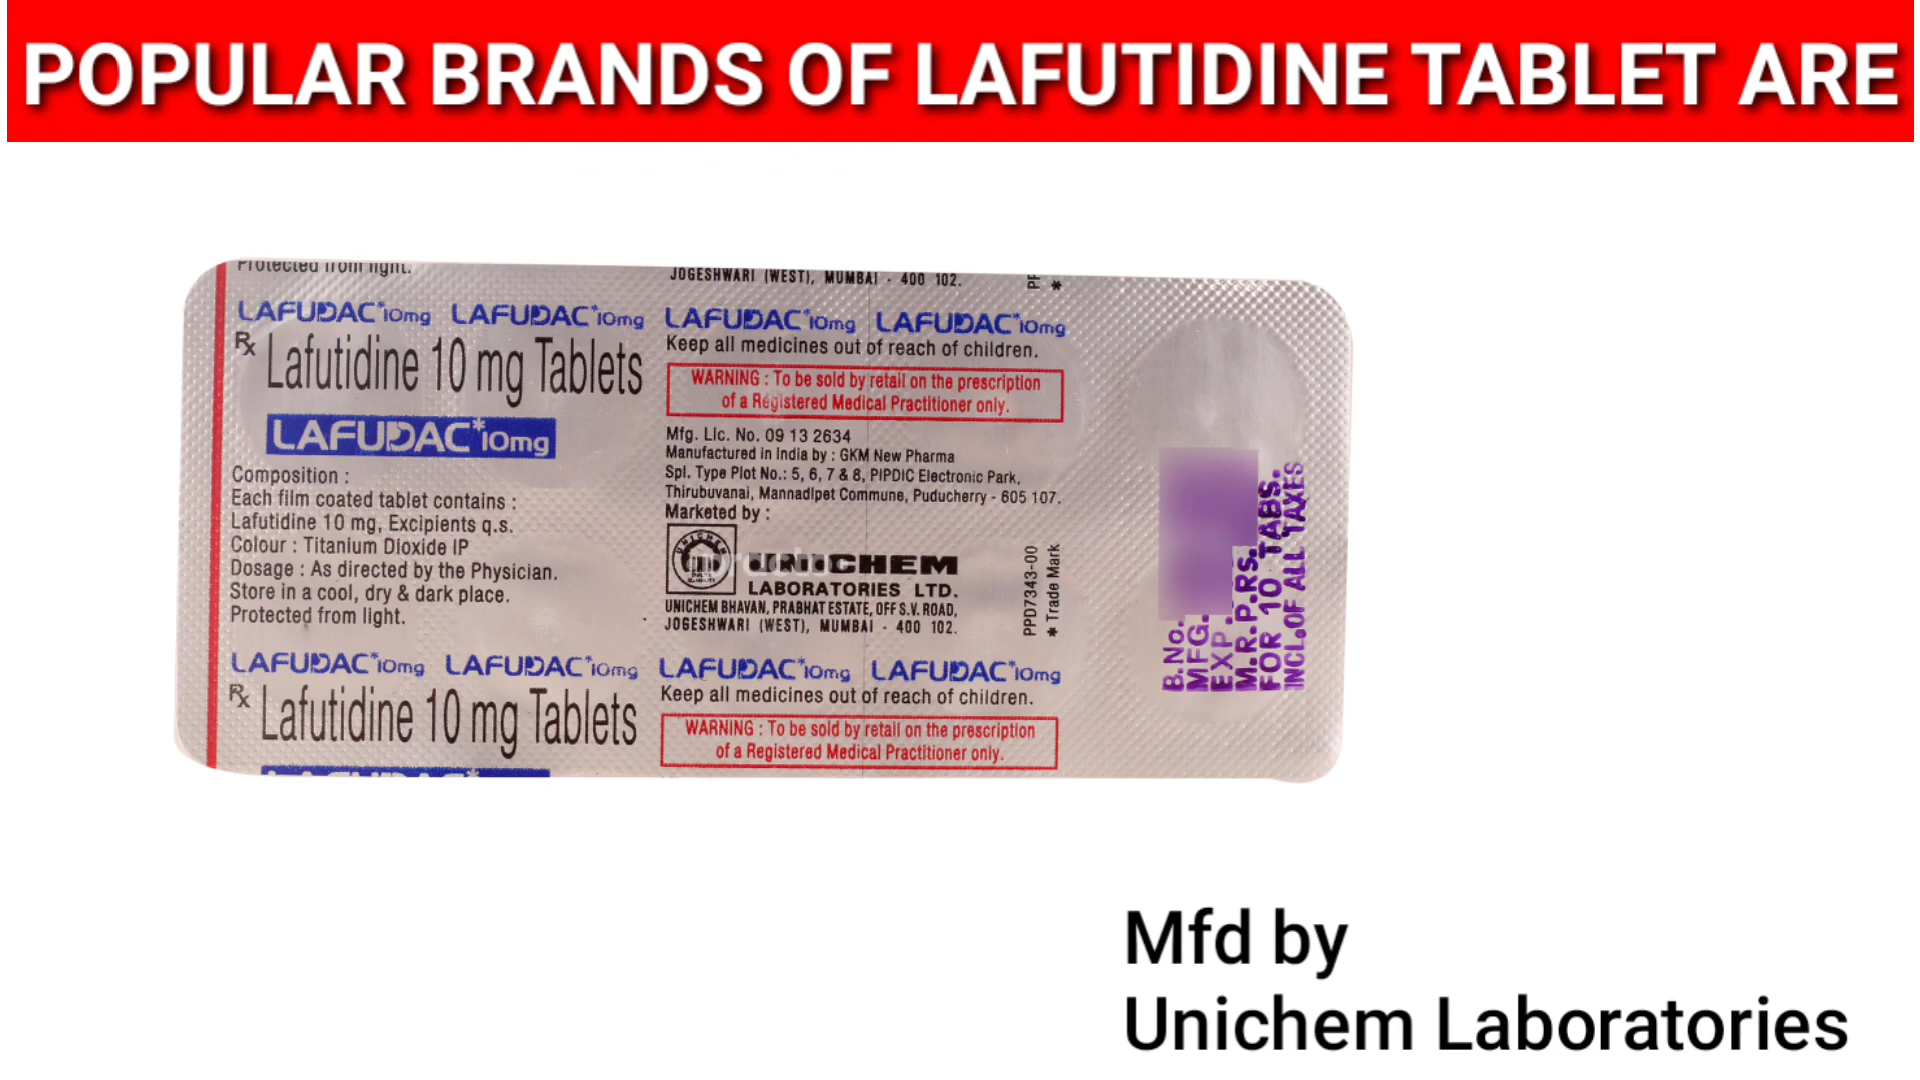 POPULAR BRANDS OF LAFUTIDINE TABLET ARE
Protected from light.
LAFUDAC*10mg LAFUDAC*10mg
Rx Lafutidine 10 mg Tablets
LAFUDAC*10mg
Composition :
Each film coated tablet contains :
Lafutidine 10 mg, Excipients q.s.
Colour : Titanium Dioxide IP
Dosage : As directed by the Physician.
Store in a cool, dry & dark place.
Protected from light.
LAFUDAC*10mg LAFUDAC*10mg
Rx Lafutidine 10 mg Tablets
JOGESHWARI (WEST), MUMBAI - 400 102.
LAFUDAC*10mg LAFUDAC*10mg
Keep all medicines out of reach of children.
WARNING : To be sold by retail on the prescription
of a Registered Medical Practitioner only.
Mfg. Lic. No. 09 13 2634
Manufactured in India by : GKM New Pharma
Spl. Type Plot No.: 5, 6, 7 & 8, PIPDIC Electronic Park,
Thirubuvanai, Mannadipet Commune, Puducherry - 605 107.
Marketed by :
UNICHEM
UNICHEM
LABORATORIES LTD.
UNICHEM BHAVAN, PRABHAT ESTATE, OFF S.V. ROAD,
JOGESHWARI (WEST), MUMBAI - 400 102.
PPD7343-00
* Trade Mark
LAFUDAC*10mg LAFUDAC*10mg
Keep all medicines out of reach of children.
WARNING : To be sold by retail on the prescription
of a Registered Medical Practitioner only.
B.No.
MFG.
EXP.
M.R.P.RS.
FOR 10 TABS.
INCL.OF ALL TAXES
Mfd by
Unichem Laboratories